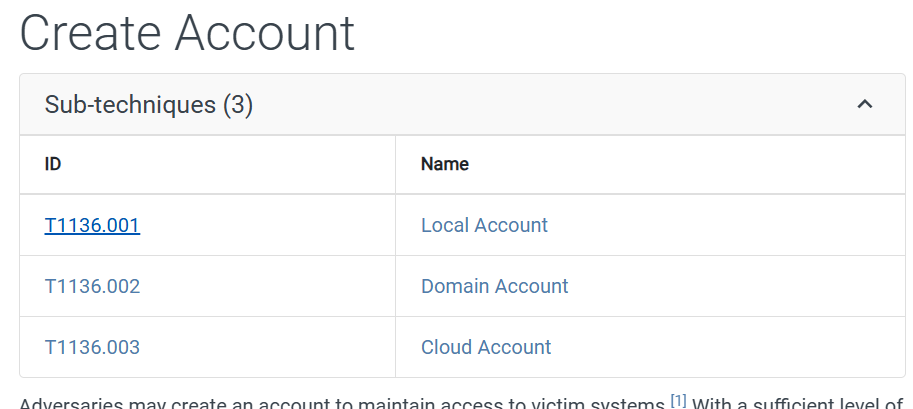 Create Account
Sub-techniques (3)
ID Name
T1136.001 Local Account
T1136.002 Domain Account
T1136.003 Cloud Account
Adversaries may create an account to maintain access to victim systems.[1] With a sufficient level of